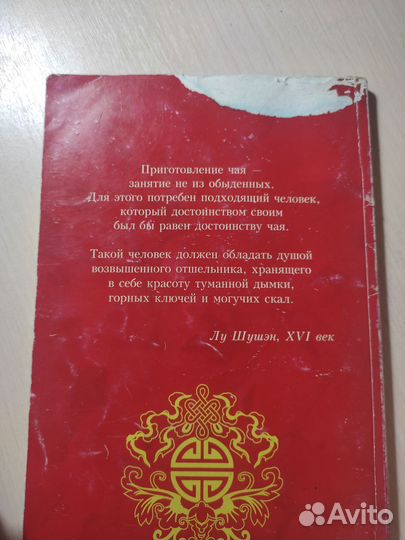 Приготовление чая —
занятие не из обыденных.
Для этого потребен подходящий человек,
который достоинством своим
был бы равен достоинству чая.
Такой человек должен обладать душой
возвышенного отшельника, хранящего
в себе красоту туманной дымки,
горных ключей и могучих скал.
Лу Шушэн, XVI век
Avito